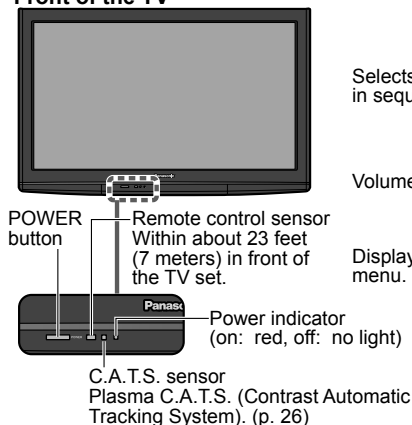 Front of the TV
Selects
in sequ
Volume
POWER
button
Remote control sensor
Within about 23 feet
(7 meters) in front of
the TV set.
Display
menu.
Panaso
Power indicator
(on: red, off: no light)
C.A.T.S. sensor
Plasma C.A.T.S. (Contrast Automatic
Tracking System). (p. 26)